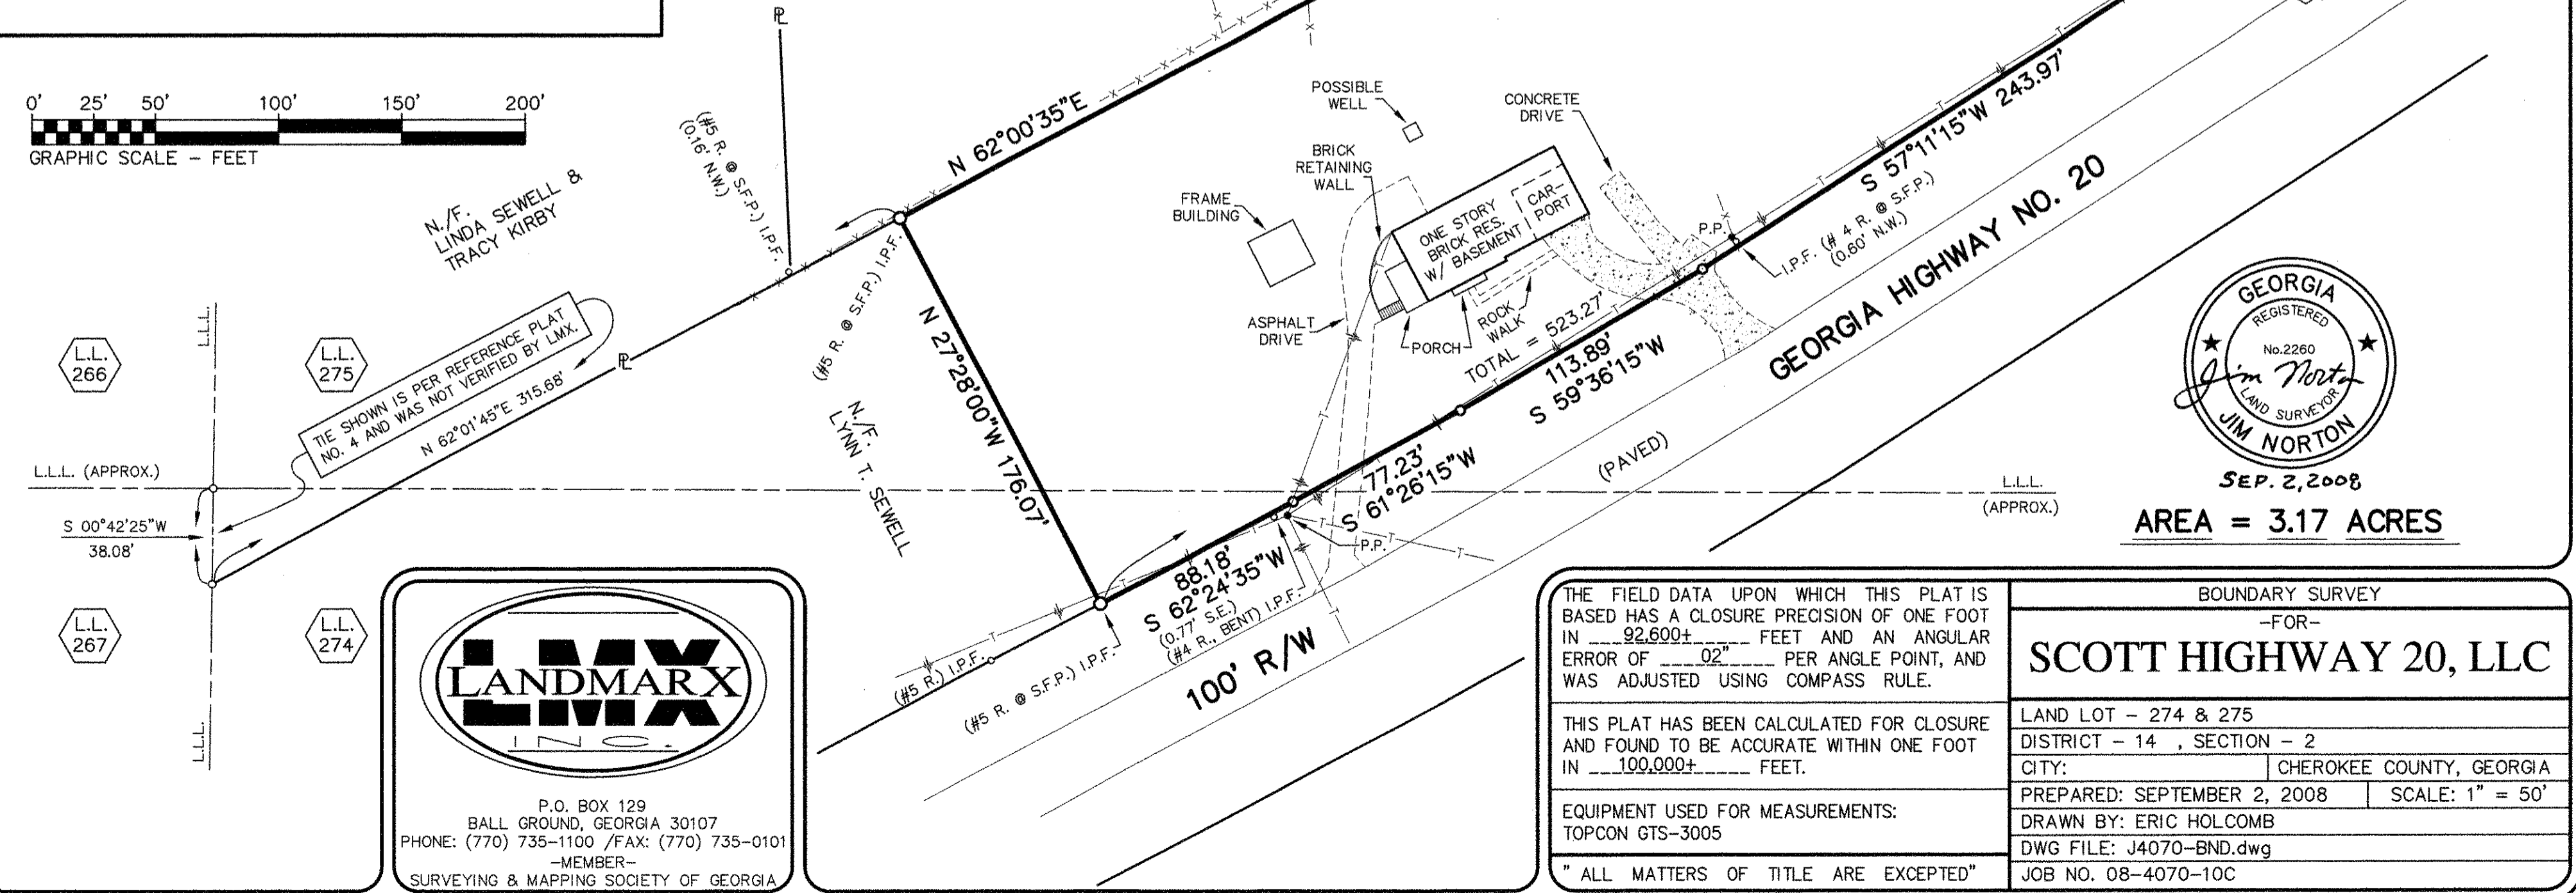 0' 25' 50' 100' 150' 200'
GRAPHIC SCALE - FEET
N./F.
LINDA SEWELL &
TRACY KIRBY
PL
(#5 R. @ S.F.P.) I.P.F.
(0.16' N.W.)
N 62°00'35"E
POSSIBLE
WELL
CONCRETE
DRIVE
BRICK
RETAINING
WALL
FRAME
BUILDING
ONE STORY
BRICK RES.
W/ BASEMENT
CAR-
PORT
ASPHALT
DRIVE
PORCH
ROCK
WALK
P.P.
I.P.F. (# 4 R. @ S.F.P.)
(0.60' N.W.)
S 57°11'15"W 243.97'
GEORGIA HIGHWAY NO. 20
TOTAL = 523.27'
113.89'
S 59°36'15"W
77.23'
S 61°26'15"W
(PAVED)
P.P.
88.18'
S 62°24'35"W
(0.77' S.E.)
(#4 R., BENT) I.P.F.
100' R/W
(#5 R.) I.P.F.
(#5 R. @ S.F.P.) I.P.F.
(#5 R. @ S.F.P.) I.P.F.
N 27°28'00"W 176.07'
N./F.
LYNN T. SEWELL
L.L.L.
L.L.
266
L.L.
275
TIE SHOWN IS PER REFERENCE PLAT
NO. 4 AND WAS NOT VERIFIED BY LMX.
PL
N 62°01'45"E 315.68'
L.L.L. (APPROX.)
L.L.L.
(APPROX.)
S 00°42'25"W
38.08'
L.L.
267
L.L.
274
L.L.L.
GEORGIA
REGISTERED
No.2260
Jim Norton
LAND SURVEYOR
JIM NORTON
SEP. 2, 2008
AREA = 3.17 ACRES
LMX
LANDMARX
INC.
P.O. BOX 129
BALL GROUND, GEORGIA 30107
PHONE: (770) 735-1100 /FAX: (770) 735-0101
-MEMBER-
SURVEYING & MAPPING SOCIETY OF GEORGIA
THE FIELD DATA UPON WHICH THIS PLAT IS
BASED HAS A CLOSURE PRECISION OF ONE FOOT
IN 92,600+ FEET AND AN ANGULAR
ERROR OF 02" PER ANGLE POINT, AND
WAS ADJUSTED USING COMPASS RULE.
THIS PLAT HAS BEEN CALCULATED FOR CLOSURE
AND FOUND TO BE ACCURATE WITHIN ONE FOOT
IN 100,000+ FEET.
EQUIPMENT USED FOR MEASUREMENTS:
TOPCON GTS-3005
" ALL MATTERS OF TITLE ARE EXCEPTED"
BOUNDARY SURVEY
-FOR-
SCOTT HIGHWAY 20, LLC
LAND LOT - 274 & 275
DISTRICT - 14 , SECTION - 2
CITY: CHEROKEE COUNTY, GEORGIA
PREPARED: SEPTEMBER 2, 2008 SCALE: 1" = 50'
DRAWN BY: ERIC HOLCOMB
DWG FILE: J4070-BND.dwg
JOB NO. 08-4070-10C